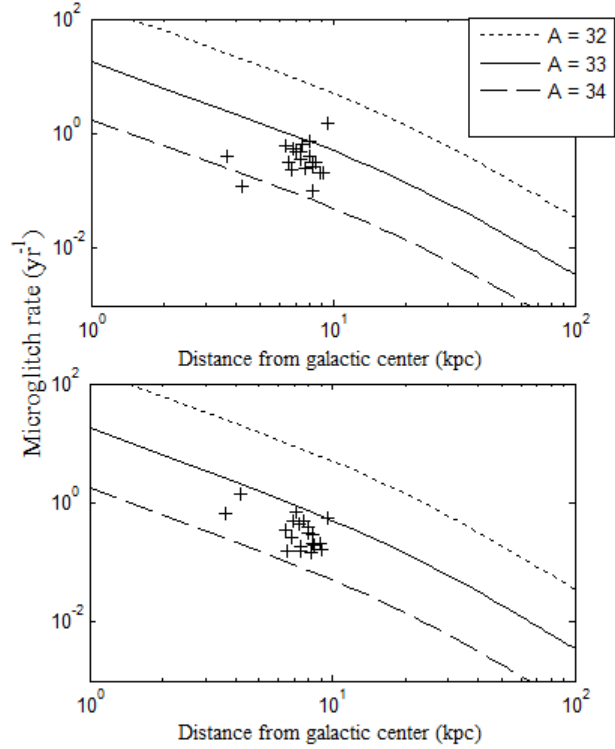 10^2
A = 32
A = 33
A = 34
10^0
10^-2
10^0
10^1
10^2
Distance from galactic center (kpc)
Microglitch rate (yr^-1)
10^2
10^0
10^-2
10^0
10^1
10^2
Distance from galactic center (kpc)